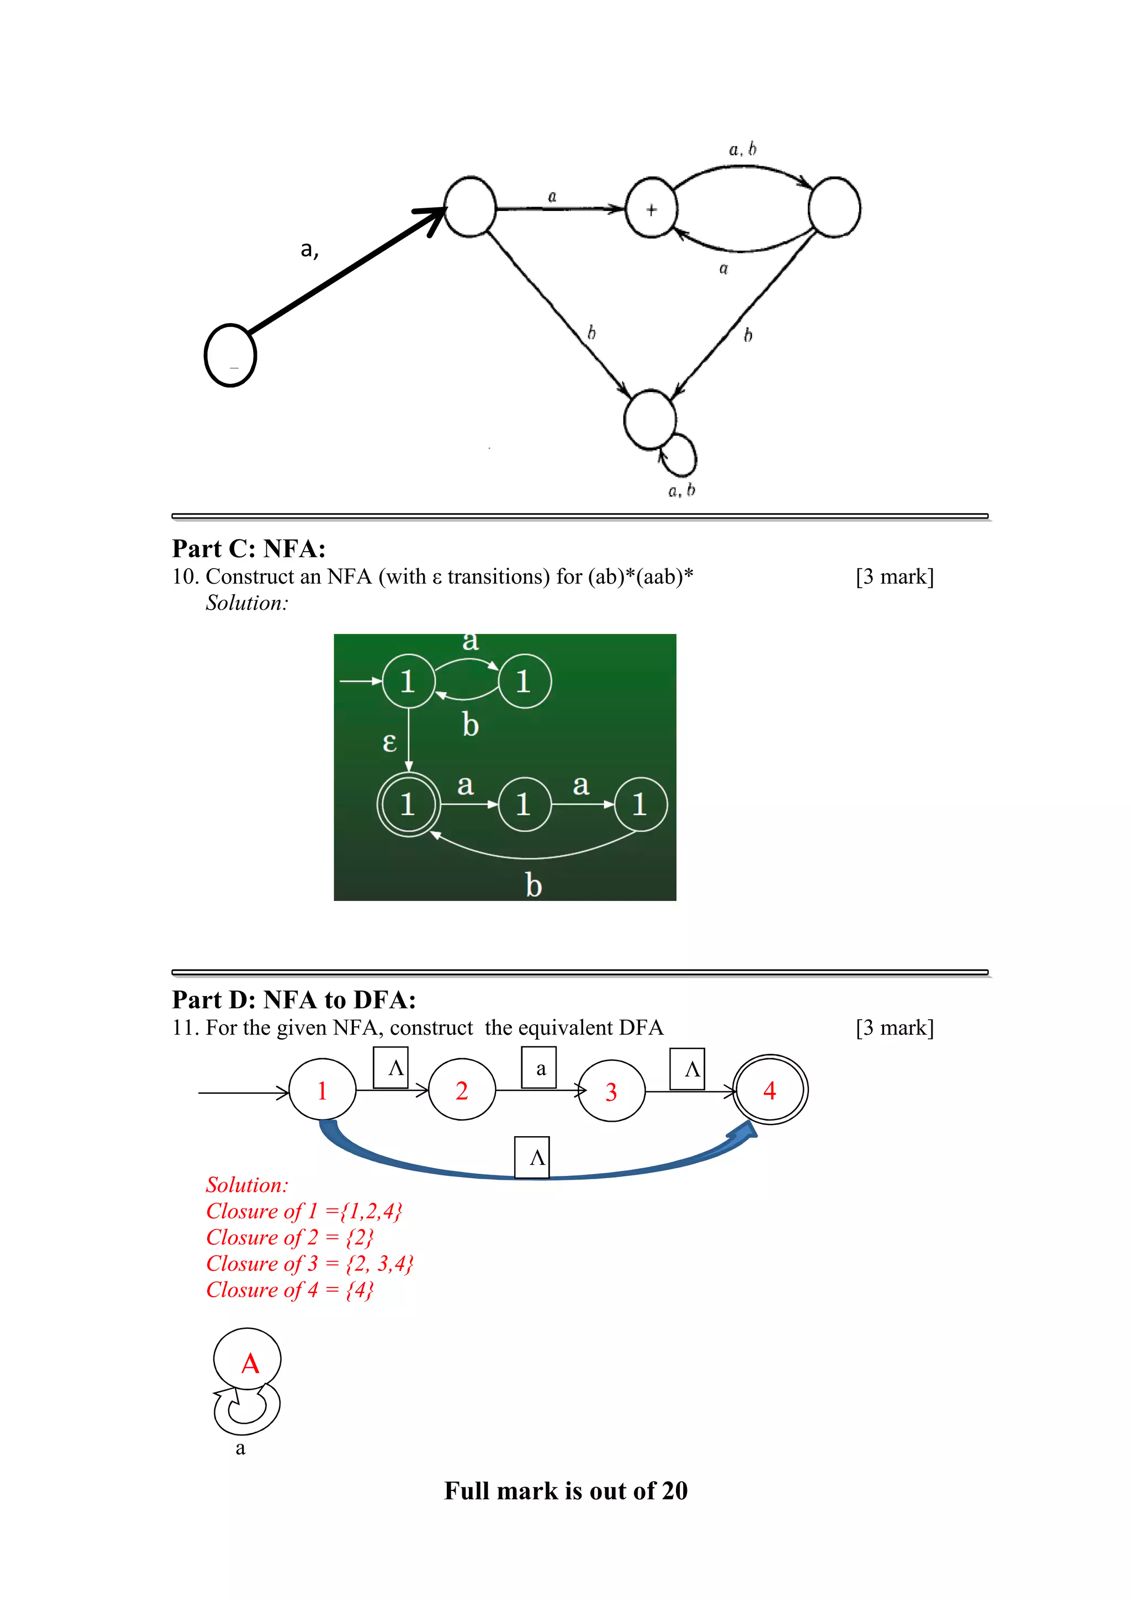 a, b
a
+
a,
a
b
b
–
a, b
Part C: NFA:
10. Construct an NFA (with ε transitions) for (ab)*(aab)* [3 mark]
Solution:
a
1 1
b
ε
1 a 1 a 1
b
Part D: NFA to DFA:
11. For the given NFA, construct the equivalent DFA [3 mark]
Λ a Λ
1 2 3 4
Λ
Solution:
Closure of 1 ={1,2,4}
Closure of 2 = {2}
Closure of 3 = {2, 3,4}
Closure of 4 = {4}
A
a
Full mark is out of 20